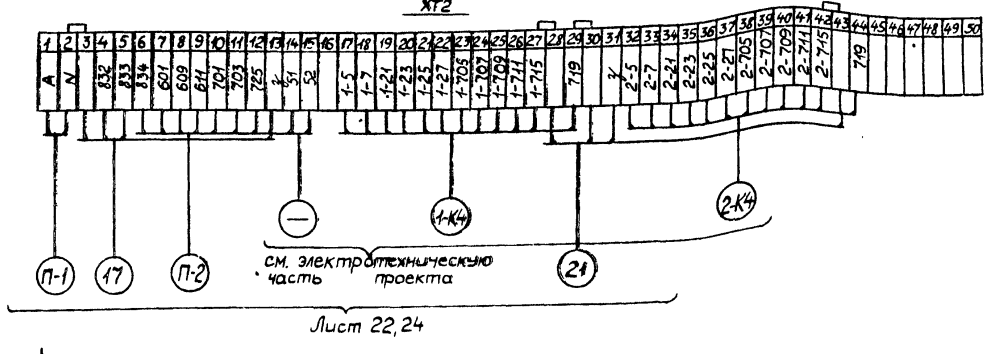 ХТ2
1 2 3 4 5 6 7 8 9 10 11 12 13 14 15 16 17 18 19 20 21 22 23 24 25 26 27 28 29 30 31 32 33 34 35 36 37 38 39 40 41 42 43 44 45 46 47 48 49 50
А N 832 833 834 601 609 611 701 703 725 51 52 1-5 1-7 1-21 1-23 1-25 1-27 1-705 1-707 1-709 1-711 1-715 719 2-5 2-7 2-21 2-23 2-25 2-27 2-705 2-707 2-709 2-711 2-715 719
— 1-К4 2-К4
П-1 17 П-2 21
см. электротехническую
часть проекта
Лист 22,24